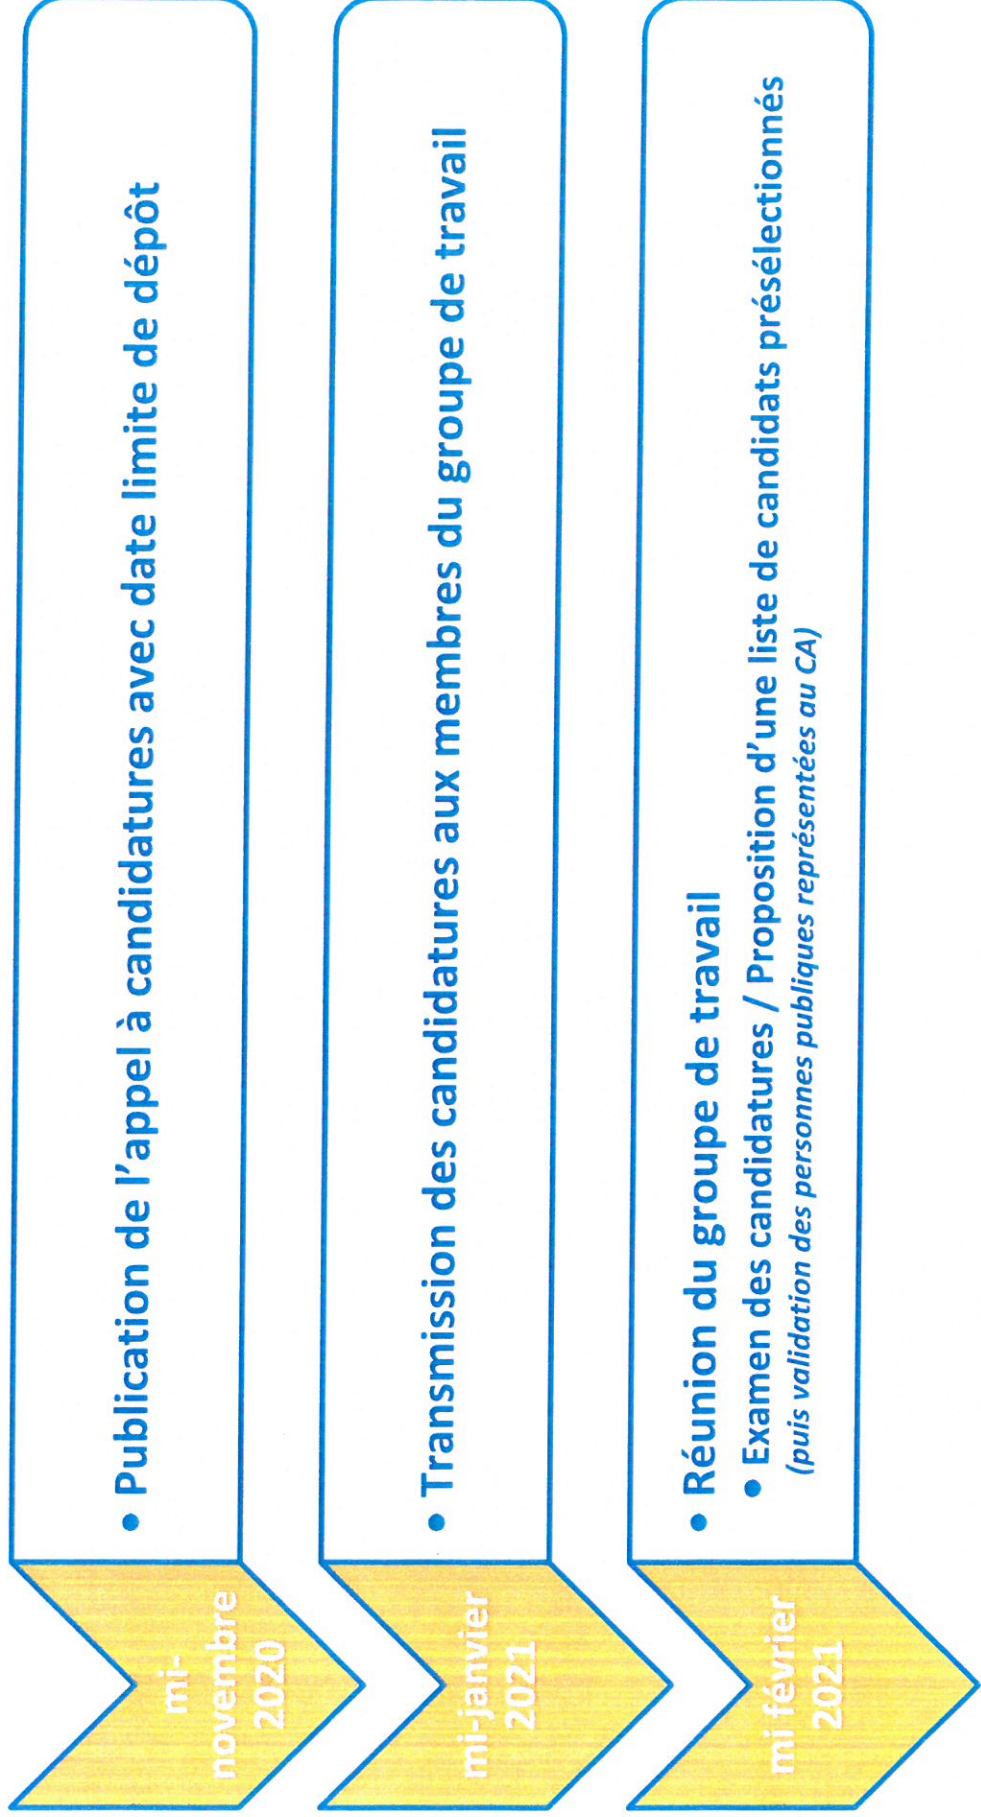 mi-
novembre
2020
• Publication de l'appel à candidatures avec date limite de dépôt
mi-janvier
2021
• Transmission des candidatures aux membres du groupe de travail
mi février
2021
• Réunion du groupe de travail
• Examen des candidatures / Proposition d'une liste de candidats présélectionnés
(puis validation des personnes publiques représentées au CA)